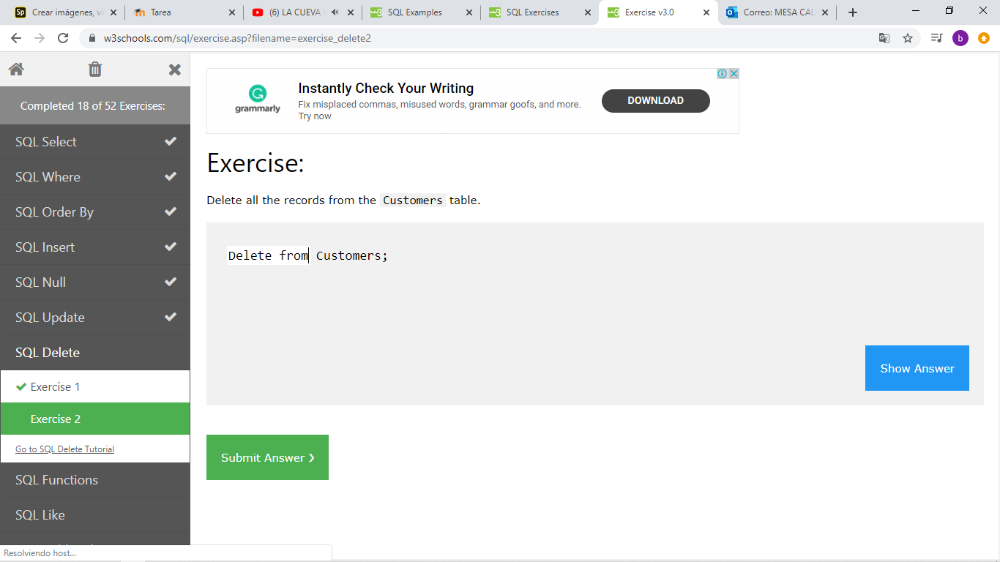 Crear imágenes, ví
Tarea
(6) LA CUEVA
SQL Examples
SQL Exercises
Exercise v3.0
Correo: MESA CAL
w3schools.com/sql/exercise.asp?filename=exercise_delete2
b
Completed 18 of 52 Exercises:
SQL Select
SQL Where
SQL Order By
SQL Insert
SQL Null
SQL Update
SQL Delete
Exercise 1
Exercise 2
Go to SQL Delete Tutorial
SQL Functions
SQL Like
Resolviendo host...
grammarly
Instantly Check Your Writing
Fix misplaced commas, misused words, grammar goofs, and more.
Try now
DOWNLOAD
Exercise:
Delete all the records from the Customers table.
Delete from Customers;
Show Answer
Submit Answer ❯